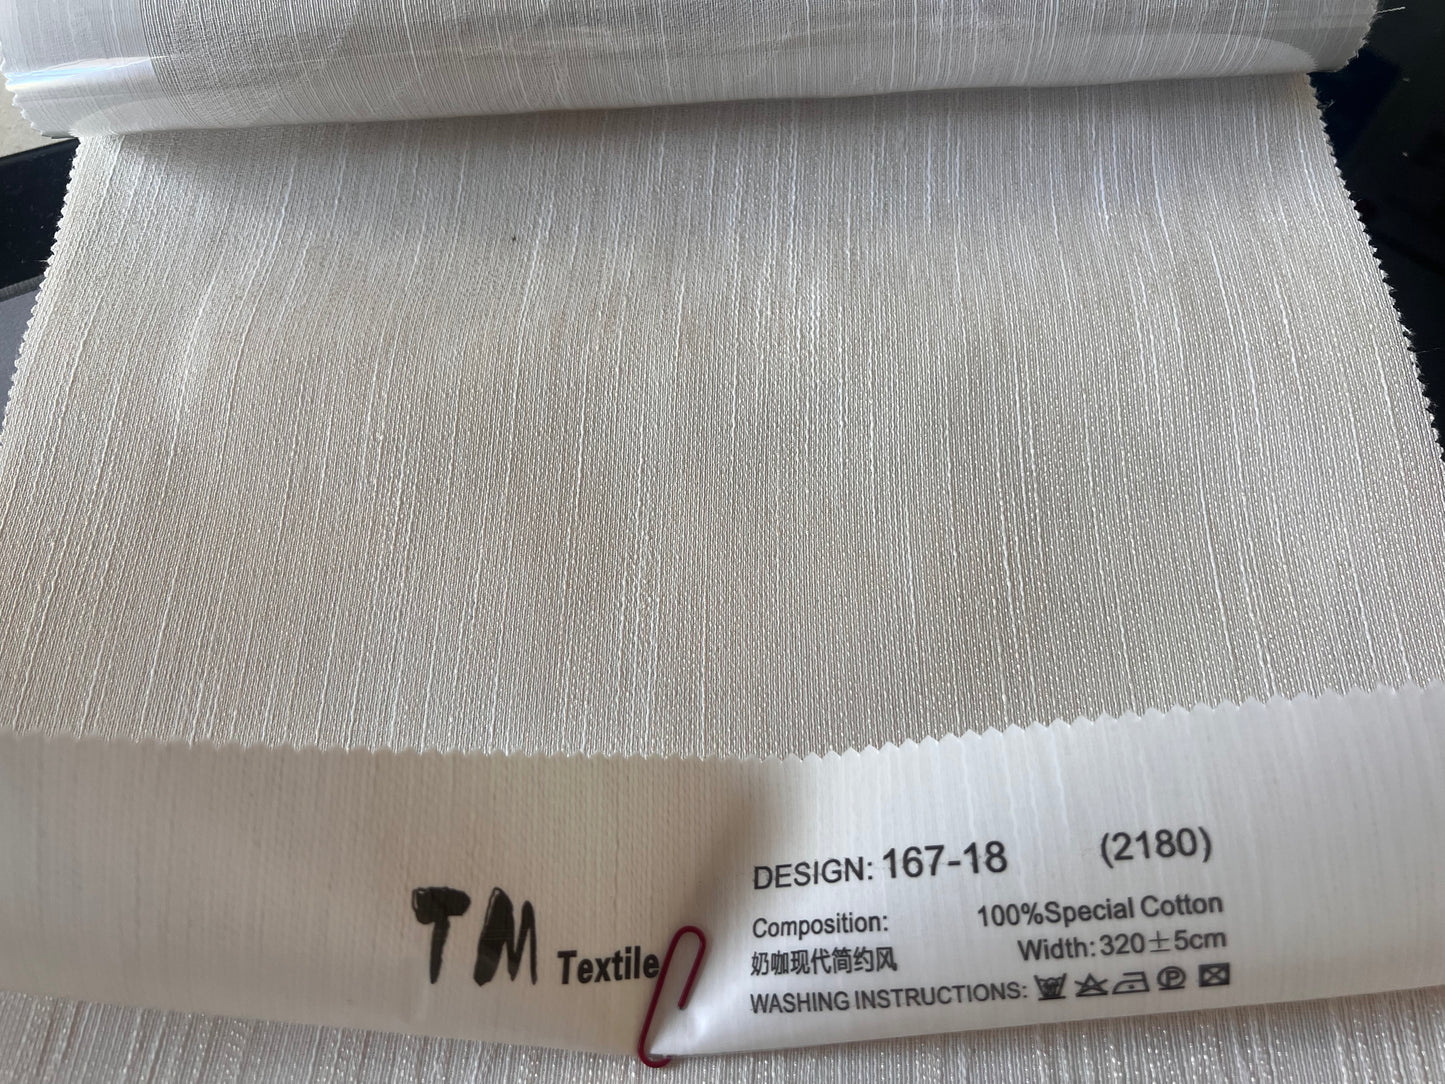 TM Textile
DESIGN: 167-18 (2180)
Composition: 100%Special Cotton
奶咖现代简约风 Width: 320±5cm
WASHING INSTRUCTIONS: